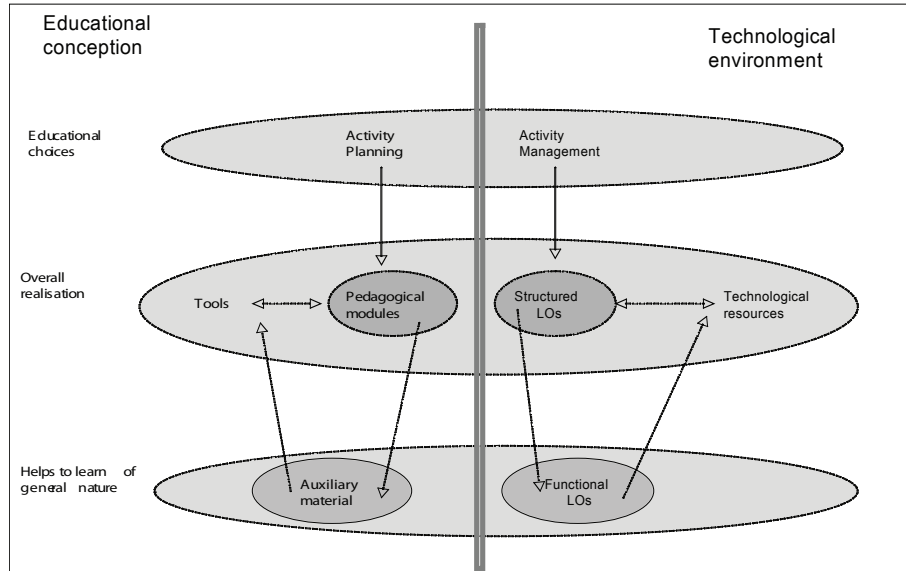 Educational
conception
Technological
environment
Educational
choices
Activity
Planning
Activity
Management
Overall
realisation
Tools
Pedagogical
modules
Structured
LOs
Technological
resources
Helps to learn of
general nature
Auxiliary
material
Functional
LOs